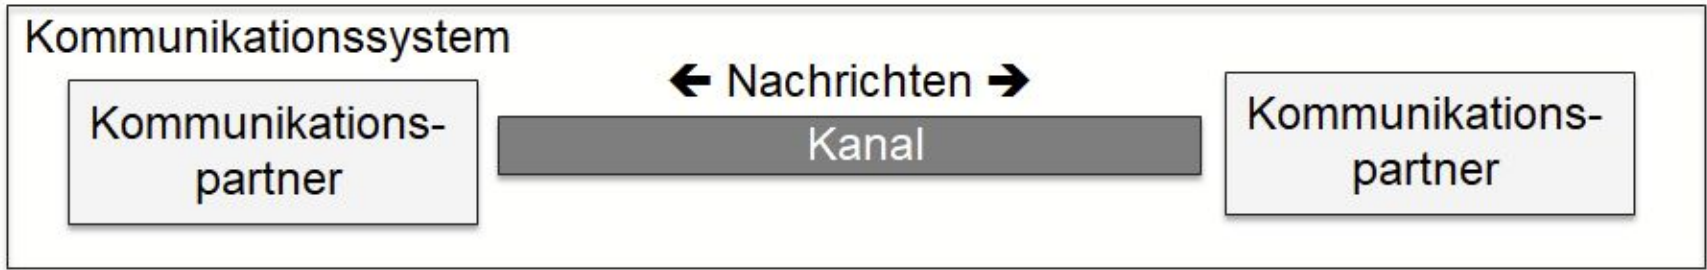 Kommunikationssystem
🡸 Nachrichten 🡺
Kommunikations-
partner
Kanal
Kommunikations-
partner